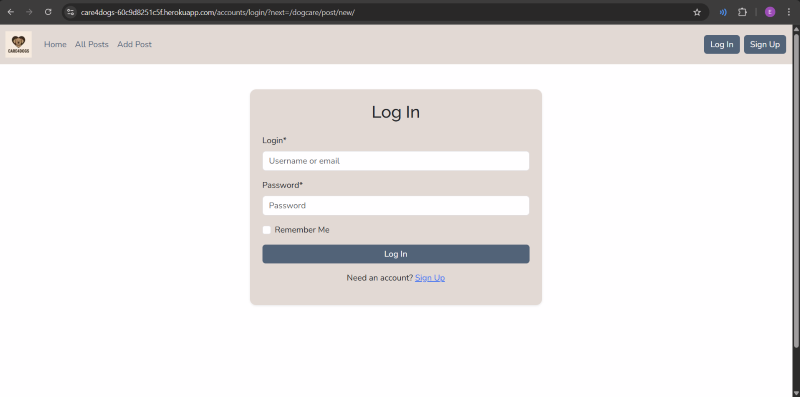 care4dogs-60c9d8251c5f.herokuapp.com/accounts/login/?next=/dogcare/post/new/
t
CARE4DOGS
Home All Posts Add Post
Log In Sign Up
Log In
Login*
Username or email
Password*
Password
Remember Me
Log In
Need an account? Sign Up